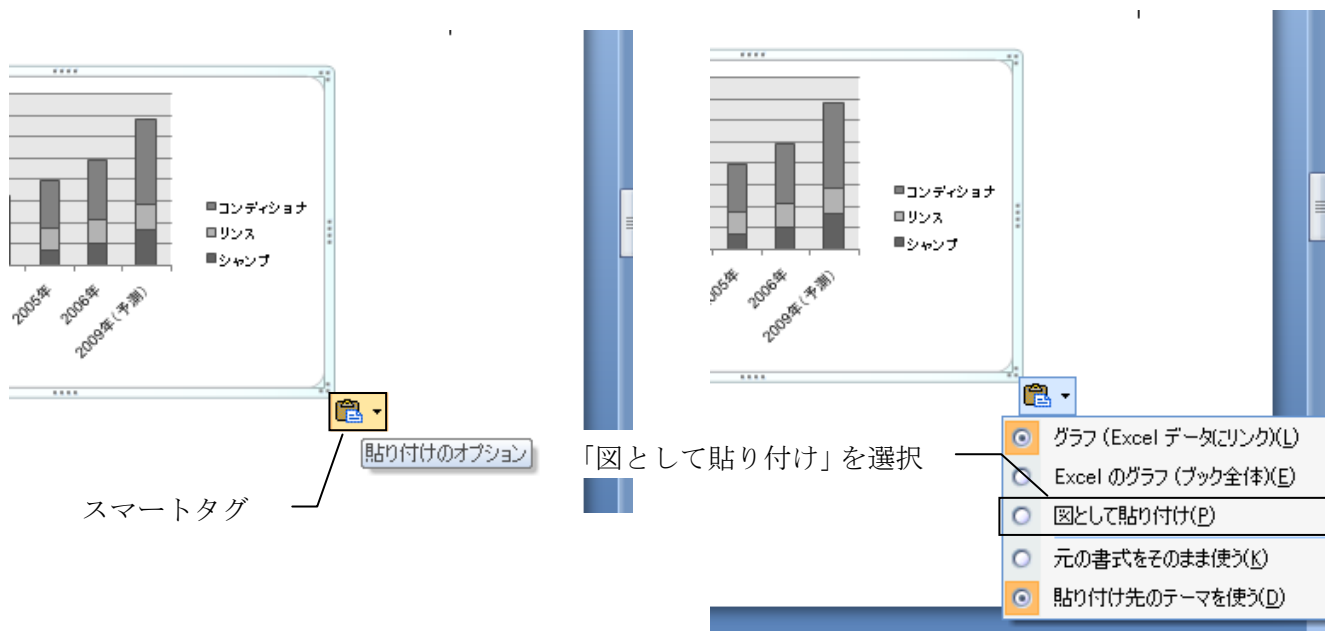 コンディショナ
リンス
シャンプ
2005年
2006年
2009年(予測)
貼り付けのオプション
スマートタグ
コンディショナ
リンス
シャンプ
005年
2006年
2009年(予測)
「図として貼り付け」を選択
グラフ (Excel データにリンク)(L)
Excel のグラフ (ブック全体)(E)
図として貼り付け(P)
元の書式をそのまま使う(K)
貼り付け先のテーマを使う(D)